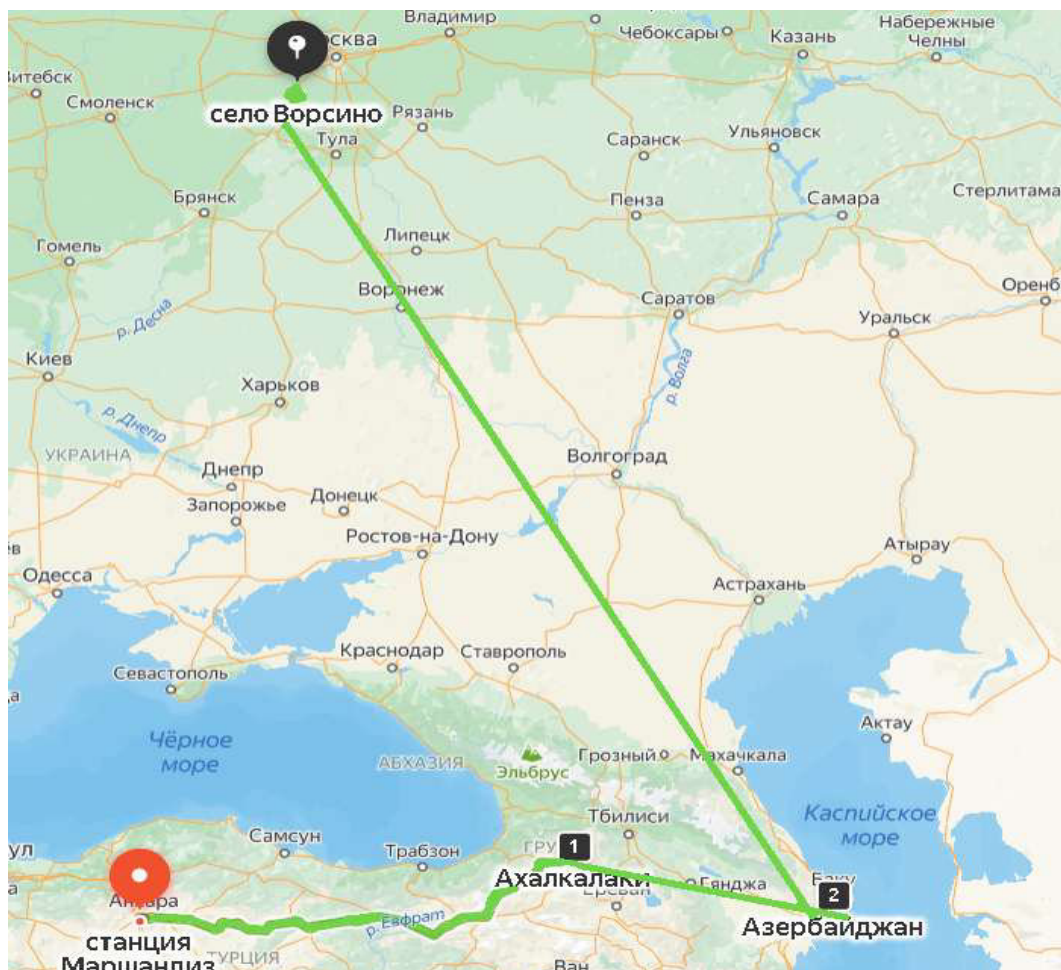 Владимир
Чебоксары
Казань
Набережные
Челны
сква
Витебск
Смоленск
село Ворсино
Рязань
Тула
Саранск
Ульяновск
Брянск
Пенза
Самара
Стерлитама
Гомель
Липецк
р. Десна
Воронеж
Саратов
Оренб
Уральск
Киев
Харьков
р. Волга
р. Днепр
УКРАИНА
Днепр
Волгоград
Донецк
Запорожье
Ростов-на-Дону
Атырау
Одесса
Астрахань
Краснодар
Ставрополь
Севастополь
Актау
Чёрное
море
АБХАЗИЯ
Эльбрус
Грозный
Махачкала
Каспийское
море
Тбилиси
Самсун
Трабзон
ГРУ
1
Ахалкалаки
Гянджа
Баку
2
Азербайджан
Ереван
Анкара
р. Евфрат
станция
Маршандиз
ТУРЦИЯ
Ван